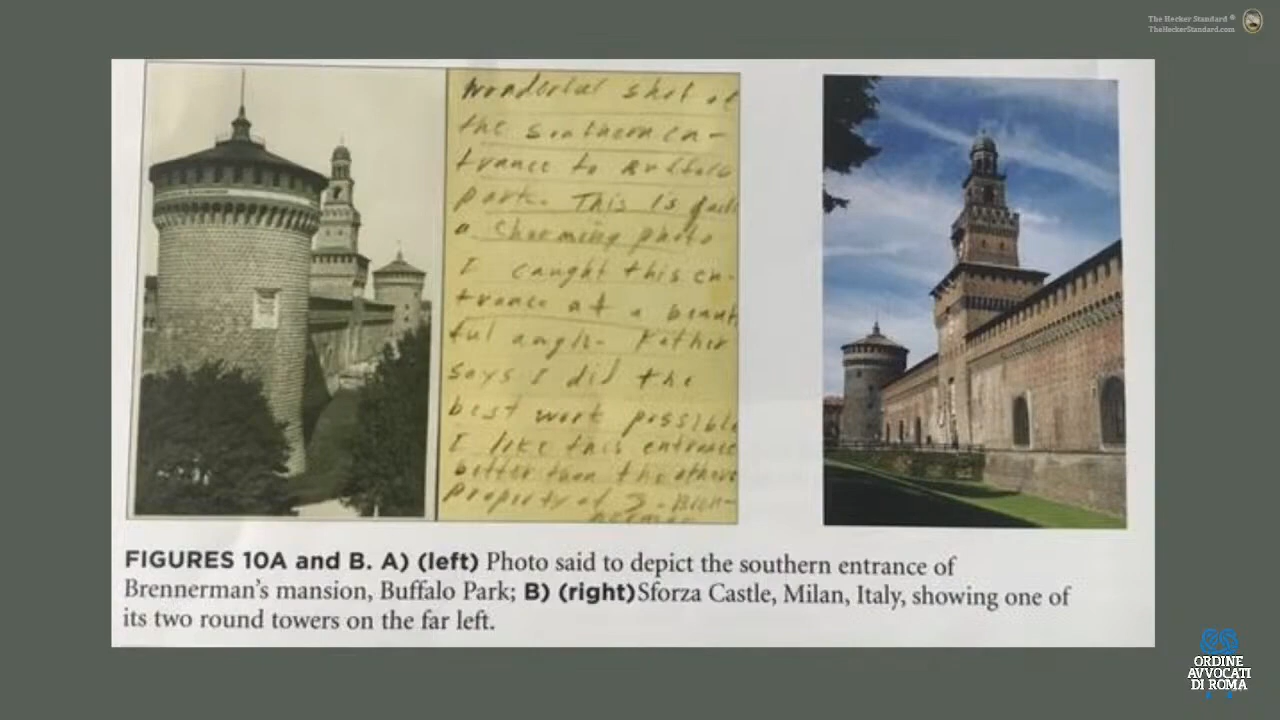 The Hecker Standard ®
TheHeckerStandard.com
Wonderful shot of
the southern en-
trance to Buffalo
park. This is just
a charming photo
I caught this en-
trance at a beaut
ful angle. Father
says I did the
best work possible
I like this entrance
better than the others
property of J. Bren-
nerman
FIGURES 10A and B. A) (left) Photo said to depict the southern entrance of
Brennerman's mansion, Buffalo Park; B) (right)Sforza Castle, Milan, Italy, showing one of
its two round towers on the far left.
ORDINE
AVVOCATI
DI ROMA